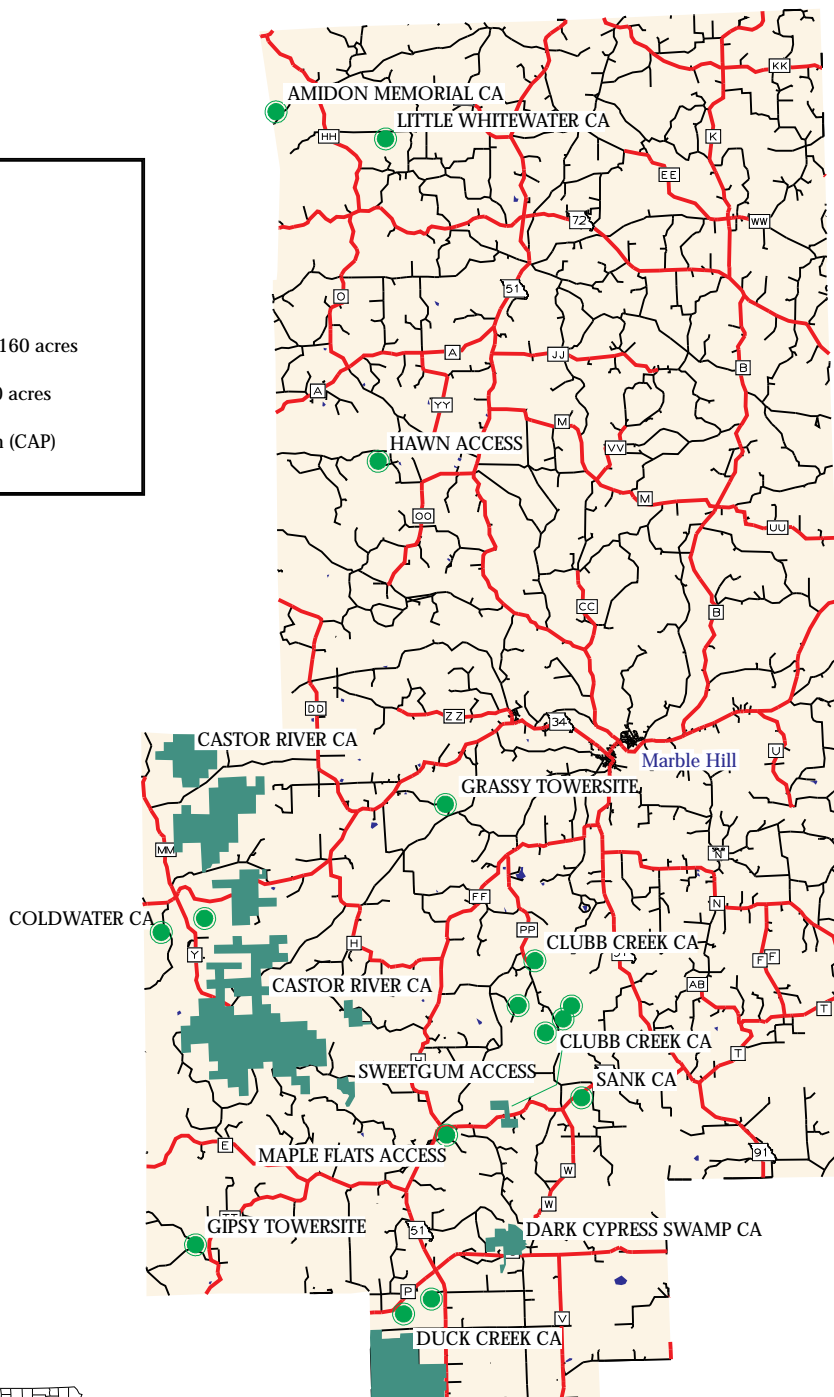 KK
AMIDON MEMORIAL CA
LITTLE WHITEWATER CA
HH
K
EE
72
WW
160 acres
O
51
A
JJ
B
A
YY
M
VV
HAWN ACCESS
M
OO
UU
(CAP)
CC
B
DD
ZZ
34
CASTOR RIVER CA
Marble Hill
U
GRASSY TOWERSITE
MM
N
FF
N
COLDWATER CA
PP
H
CLUBB CREEK CA
Y
F F
CASTOR RIVER CA
AB
T
CLUBB CREEK CA
T
H
SWEETGUM ACCESS
SANK CA
E
MAPLE FLATS ACCESS
91
W
W
GIPSY TOWERSITE
51
DARK CYPRESS SWAMP CA
P
V
DUCK CREEK CA